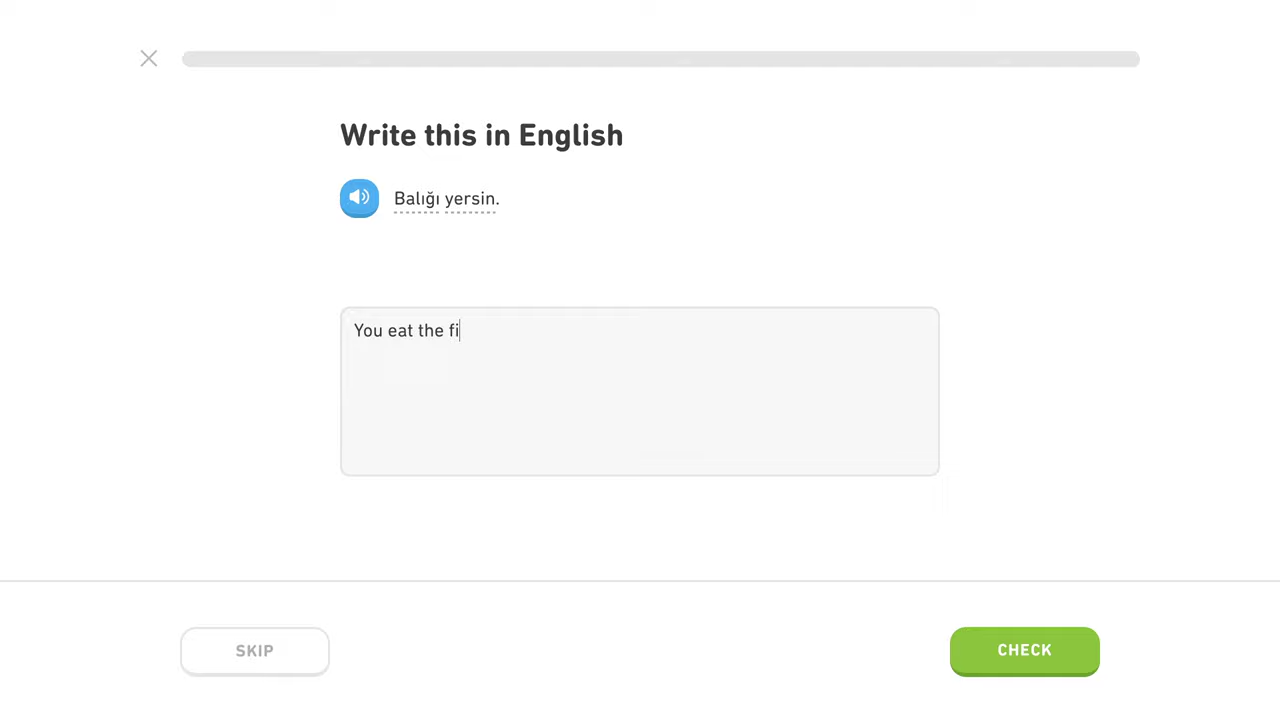 Write this in English
Balığı yersin.
You eat the fi
SKIP
CHECK